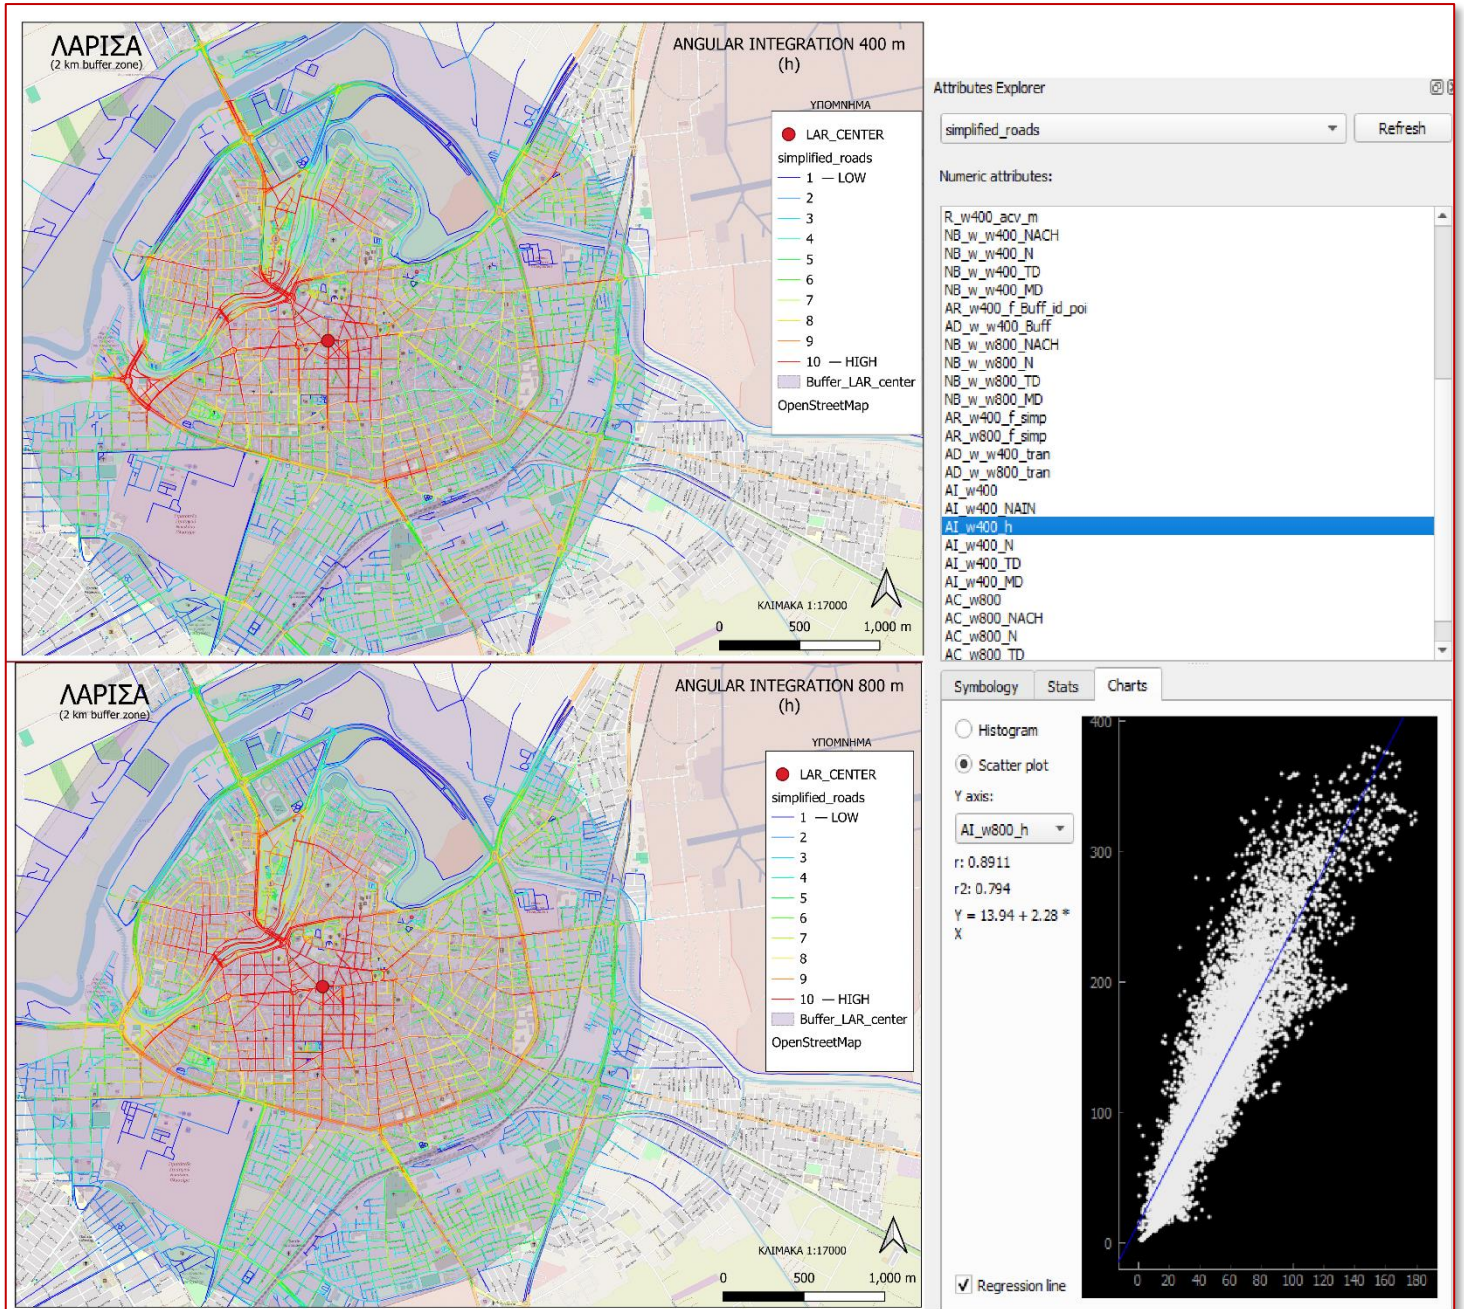 ΛΑΡΙΣΑ
(2 km buffer zone)
ANGULAR INTEGRATION 400 m
(h)
ΥΠΟΜΝΗΜΑ
LAR_CENTER
simplified_roads
1 — LOW
2
3
4
5
6
7
8
9
10 — HIGH
Buffer_LAR_center
OpenStreetMap
ΚΛΙΜΑΚΑ 1:17000
0 500 1,000 m
ΛΑΡΙΣΑ
(2 km buffer zone)
ANGULAR INTEGRATION 800 m
(h)
ΥΠΟΜΝΗΜΑ
LAR_CENTER
simplified_roads
1 — LOW
2
3
4
5
6
7
8
9
10 — HIGH
Buffer_LAR_center
OpenStreetMap
ΚΛΙΜΑΚΑ 1:17000
0 500 1,000 m
Attributes Explorer
simplified_roads
Refresh
Numeric attributes:
R_w400_acv_m
NB_w_w400_NACH
NB_w_w400_N
NB_w_w400_TD
NB_w_w400_MD
AR_w400_f_Buff_id_poi
AD_w_w400_Buff
NB_w_w800_NACH
NB_w_w800_N
NB_w_w800_TD
NB_w_w800_MD
AR_w400_f_simp
AR_w800_f_simp
AD_w_w400_tran
AD_w_w800_tran
AI_w400
AI_w400_NAIN
AI_w400_h
AI_w400_N
AI_w400_TD
AI_w400_MD
AC_w800
AC_w800_NACH
AC_w800_N
AC_w800_TD
Symbology Stats Charts
Histogram
Scatter plot
Y axis:
AI_w800_h
r: 0.8911
r2: 0.794
Y = 13.94 + 2.28 *
X
Regression line
400
300
200
100
0
0 20 40 60 80 100 120 140 160 180